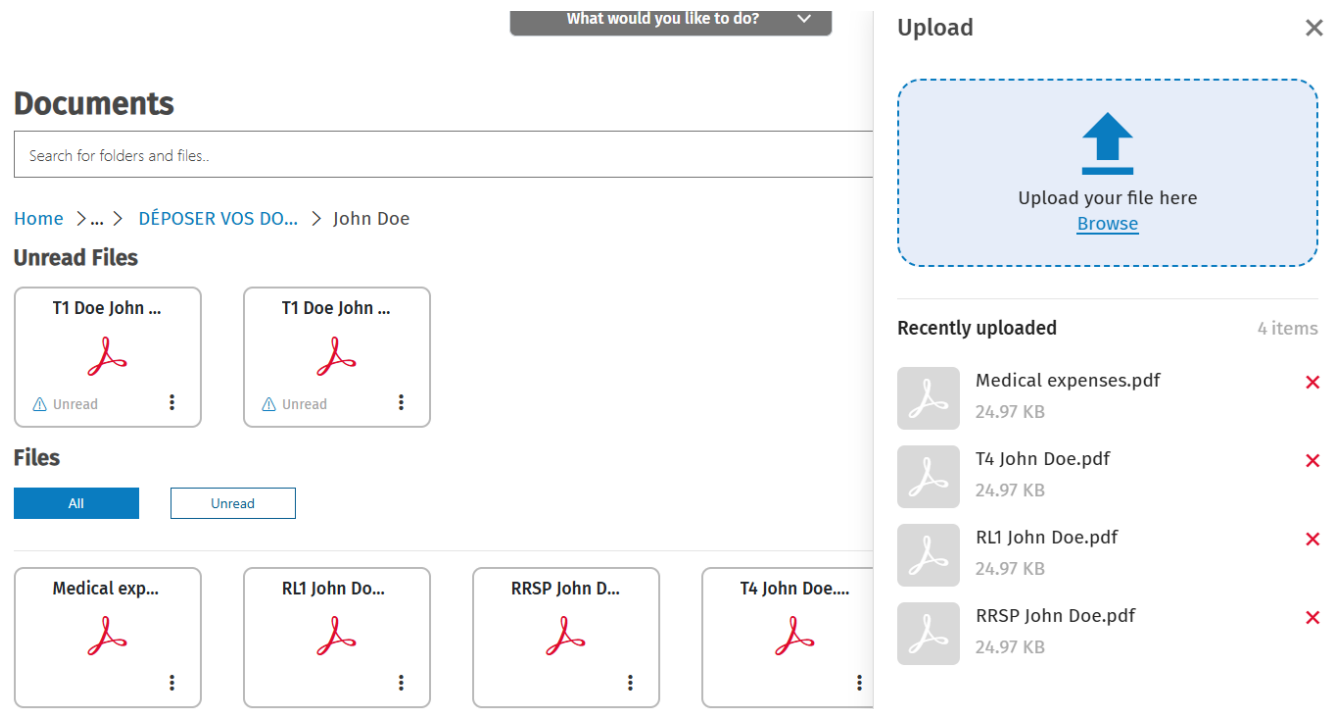 What would you like to do?
Documents
Search for folders and files..
Home > ... > DÉPOSER VOS DO... > John Doe
Unread Files
T1 Doe John ...
Unread
T1 Doe John ...
Unread
Files
All
Unread
Medical exp...
RL1 John Do...
RRSP John D...
T4 John Doe....
Upload
Upload your file here
Browse
Recently uploaded
4 items
Medical expenses.pdf
24.97 KB
T4 John Doe.pdf
24.97 KB
RL1 John Doe.pdf
24.97 KB
RRSP John Doe.pdf
24.97 KB